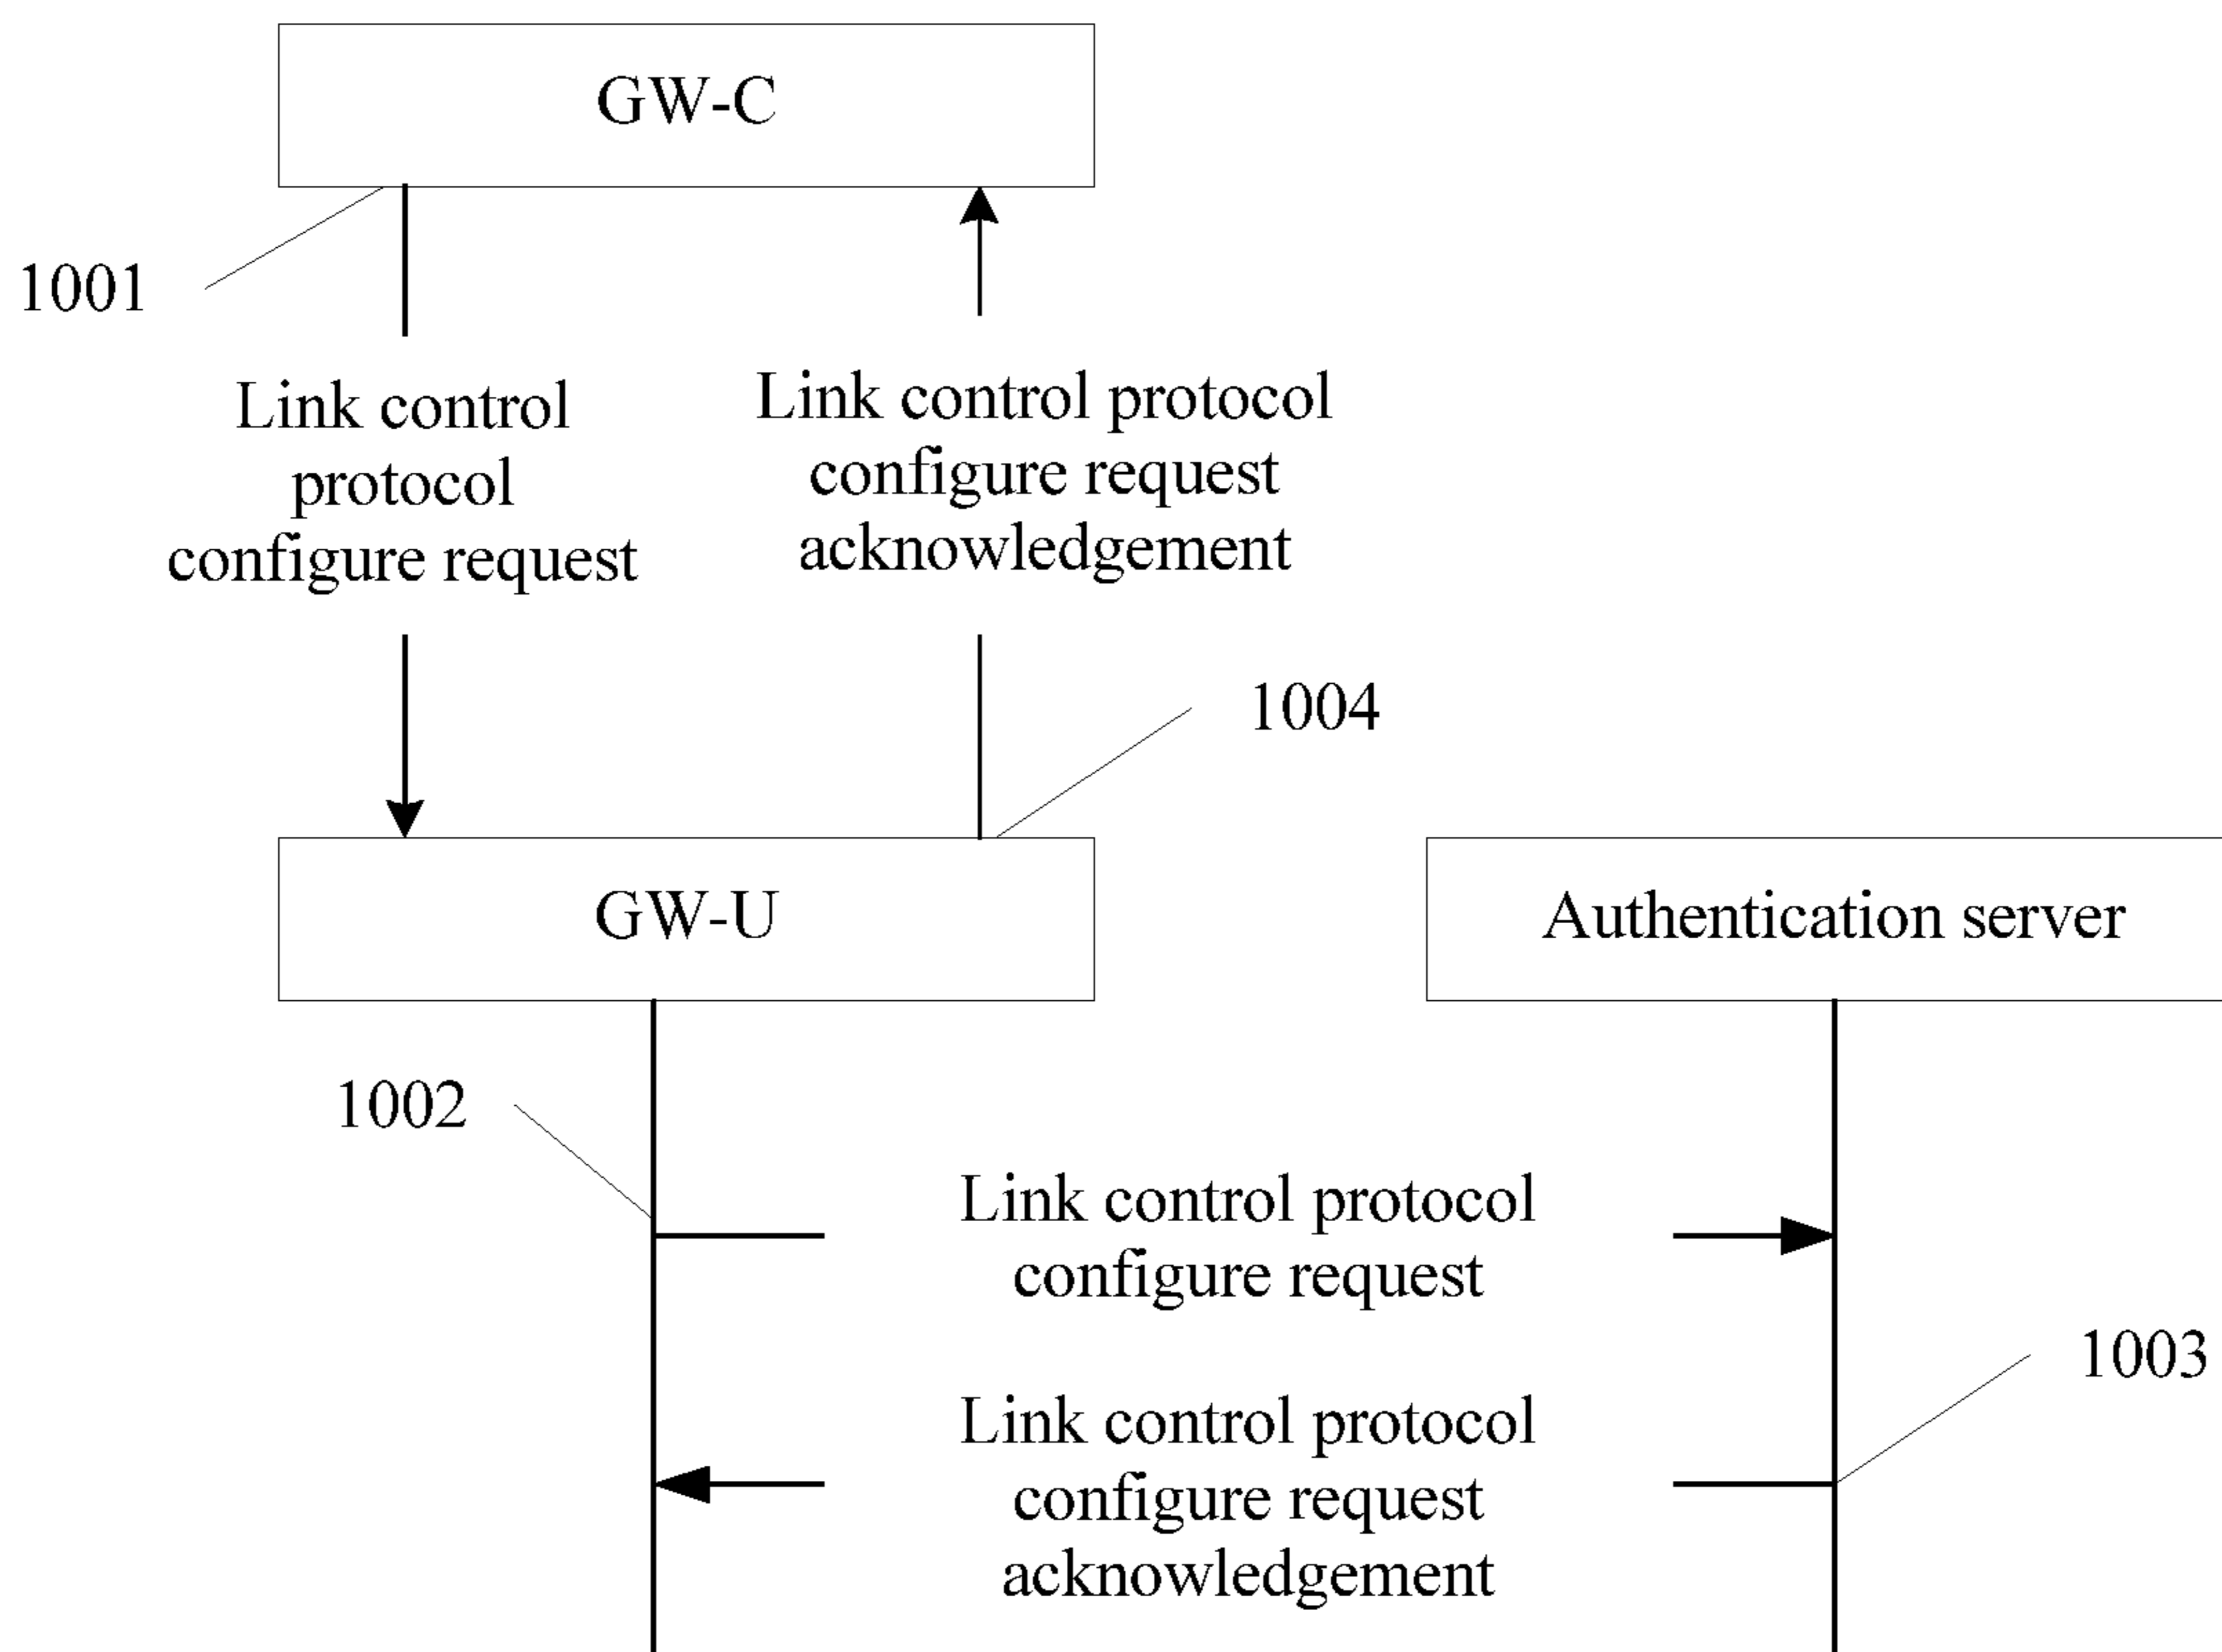 GW-C
1001
Link control
protocol
configure request
Link control protocol
configure request
acknowledgement
1004
GW-U
Authentication server
1002
Link control protocol
configure request
1003
Link control protocol
configure request
acknowledgement